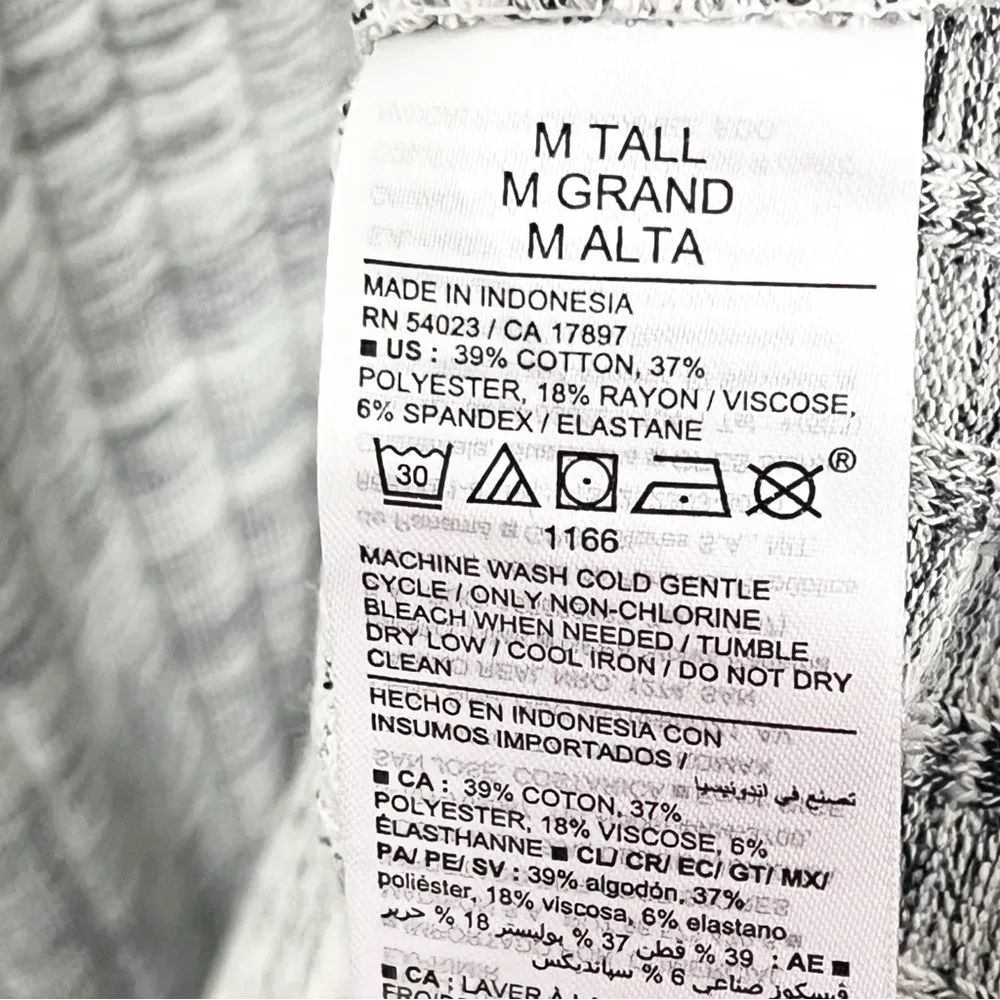 M TALL
M GRAND
M ALTA
MADE IN INDONESIA
RN 54023 / CA 17897
■ US : 39% COTTON, 37%
POLYESTER, 18% RAYON / VISCOSE,
6% SPANDEX / ELASTANE
30 ®
1166
MACHINE WASH COLD GENTLE
CYCLE / ONLY NON-CHLORINE
BLEACH WHEN NEEDED / TUMBLE
DRY LOW / COOL IRON / DO NOT DRY
CLEAN
HECHO EN INDONESIA CON
INSUMOS IMPORTADOS /
تصنع في اندونيسيا
■ CA : 39% COTON, 37%
POLYESTER, 18% VISCOSE, 6%
ÉLASTHANNE ■ CL/ CR/ EC/ GT/ MX/
PA/ PE/ SV : 39% algodón, 37%
poliéster, 18% viscosa, 6% elastano
■ AE : 39 % قطن 37 % بوليستر 18 % حرير
فيسكوز صناعي 6 % سباندیكس
■ CA : LAVER À